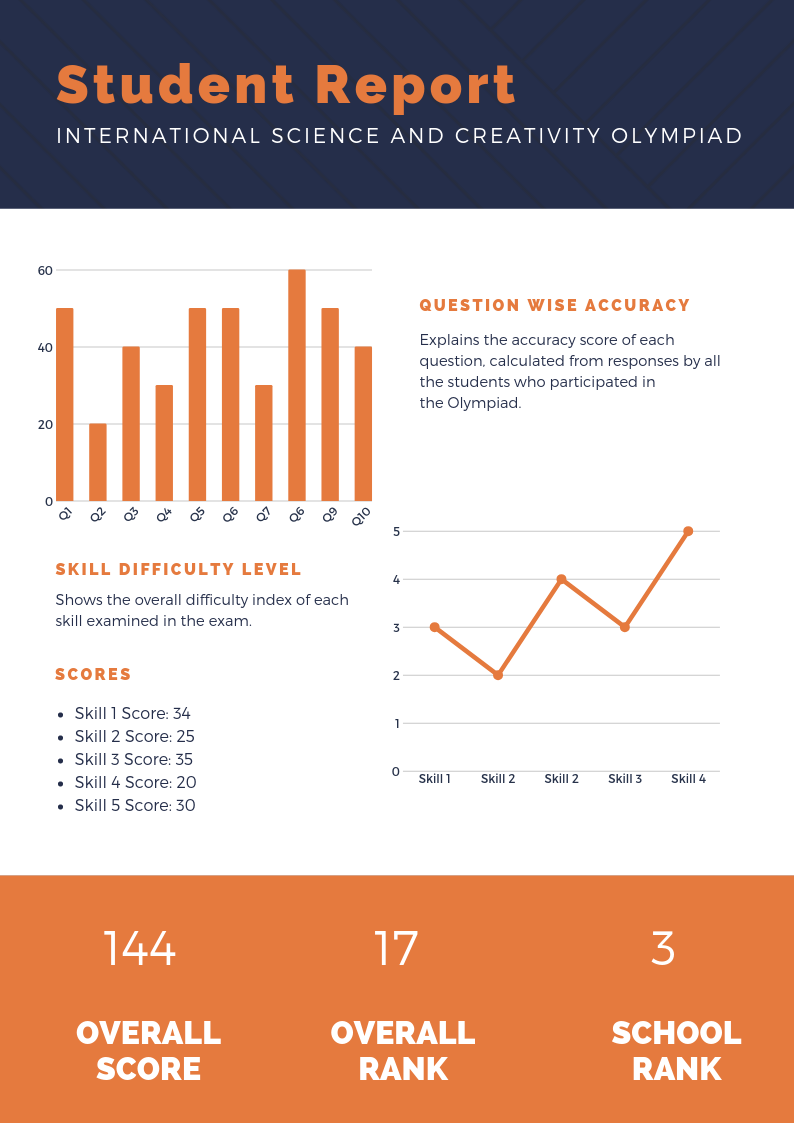 Student Report
INTERNATIONAL SCIENCE AND CREATIVITY OLYMPIAD
60
40
20
0
Q1 Q2 Q3 Q4 Q5 Q6 Q7 Q6 Q9 Q10
QUESTION WISE ACCURACY
Explains the accuracy score of each
question, calculated from responses by all
the students who participated in
the Olympiad.
SKILL DIFFICULTY LEVEL
Shows the overall difficulty index of each
skill examined in the exam.
SCORES
• Skill 1 Score: 34
• Skill 2 Score: 25
• Skill 3 Score: 35
• Skill 4 Score: 20
• Skill 5 Score: 30
5
4
3
2
1
0
Skill 1 Skill 2 Skill 2 Skill 3 Skill 4
144
OVERALL
SCORE
17
OVERALL
RANK
3
SCHOOL
RANK